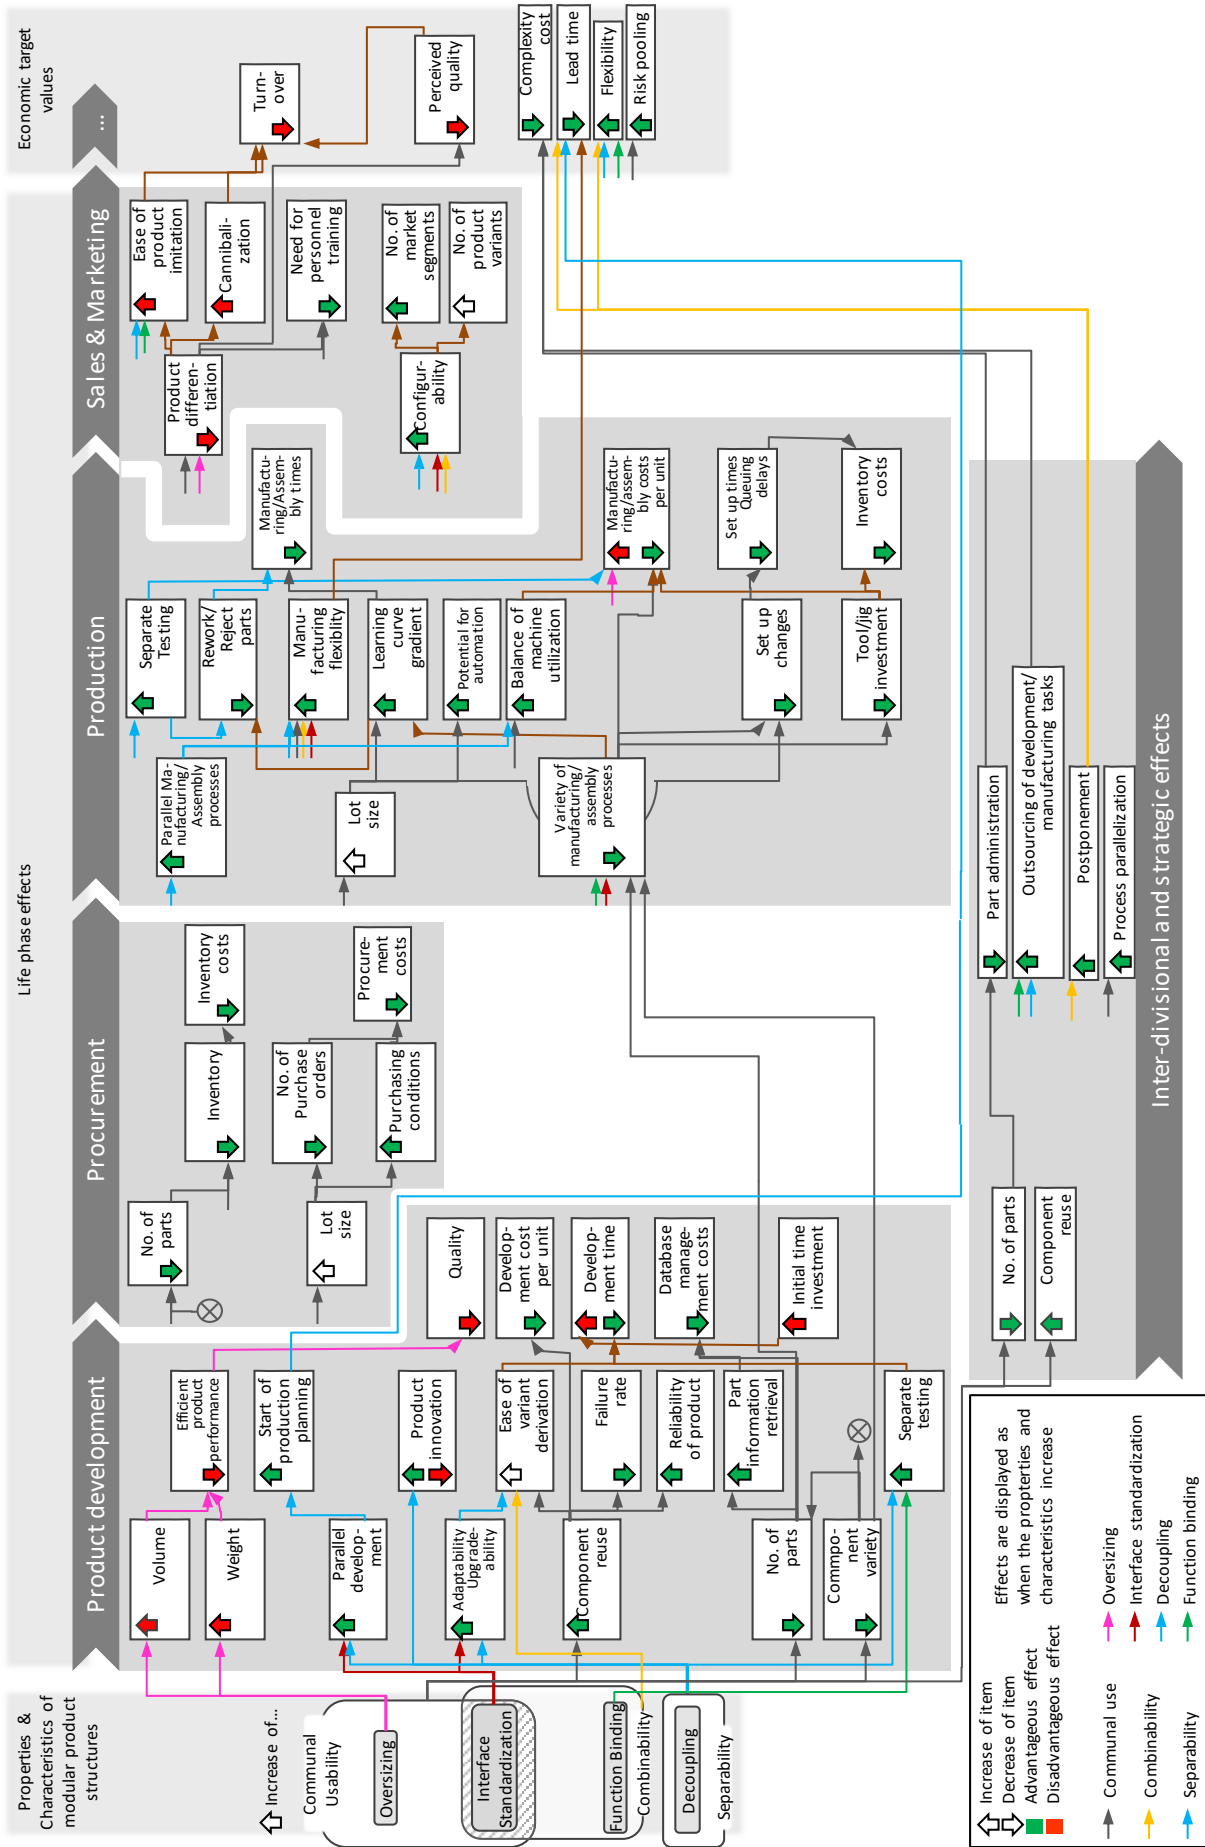 Properties &
Characteristics of
modular product
structures
Life phase effects
Economic target
values
Product development
Procurement
Production
Sales & Marketing
...
Increase of...
Communal
Usability
Oversizing
Interface
Standardization
Function Binding
Combinability
Decoupling
Separability
Volume
Weight
Parallel
develop-
ment
Adaptability
Upgrade-
ability
Component
reuse
No. of
parts
Commpo-
nent
variety
Efficient
product
performance
Start of
production
planning
Product
innovation
Ease of
variant
derivation
Failure
rate
Reliability
of product
Part
information
retrieval
Separate
testing
Quality
Develop-
ment cost
per unit
Develop-
ment time
Database
manage-
ment costs
Initial time
investment
No. of
parts
Lot
size
Inventory
No. of
Purchase
orders
Purchasing
conditions
Inventory
costs
Procure-
ment costs
Parallel Ma-
nufacturing/
Assembly
processes
Lot
size
Variety of
manufacturing/
assembly
processes
Separate
Testing
Rework/
Reject
parts
Manu-
facturing
flexiblity
Learning
curve
gradient
Potential for
automation
Balance of
machine
utilization
Set up
changes
Tool/jig
investment
Manufactu-
ring/Assem-
bly times
Manufactu-
ring/assem-
bly costs
per unit
Set up times
Queuing
delays
Inventory
costs
Product
differen-
tiation
Configur-
ability
Ease of
product
imitation
Cannibali-
zation
Need for
personnel
training
No. of
market
segments
No. of
product
variants
Turn-
over
Perceived
quality
Complexity
cost
Lead time
Flexibility
Risk pooling
No. of parts
Component
reuse
Part administration
Outsourcing of development/
manufacturing tasks
Postponement
Process parallelization
Inter-divisional and strategic effects
Increase of item
Decrease of item
Advantageous effect
Disadvantageous effect
Effects are displayed as
when the propterties and
characteristics increase
Communal use
Combinability
Separability
Oversizing
Interface standardization
Decoupling
Function binding